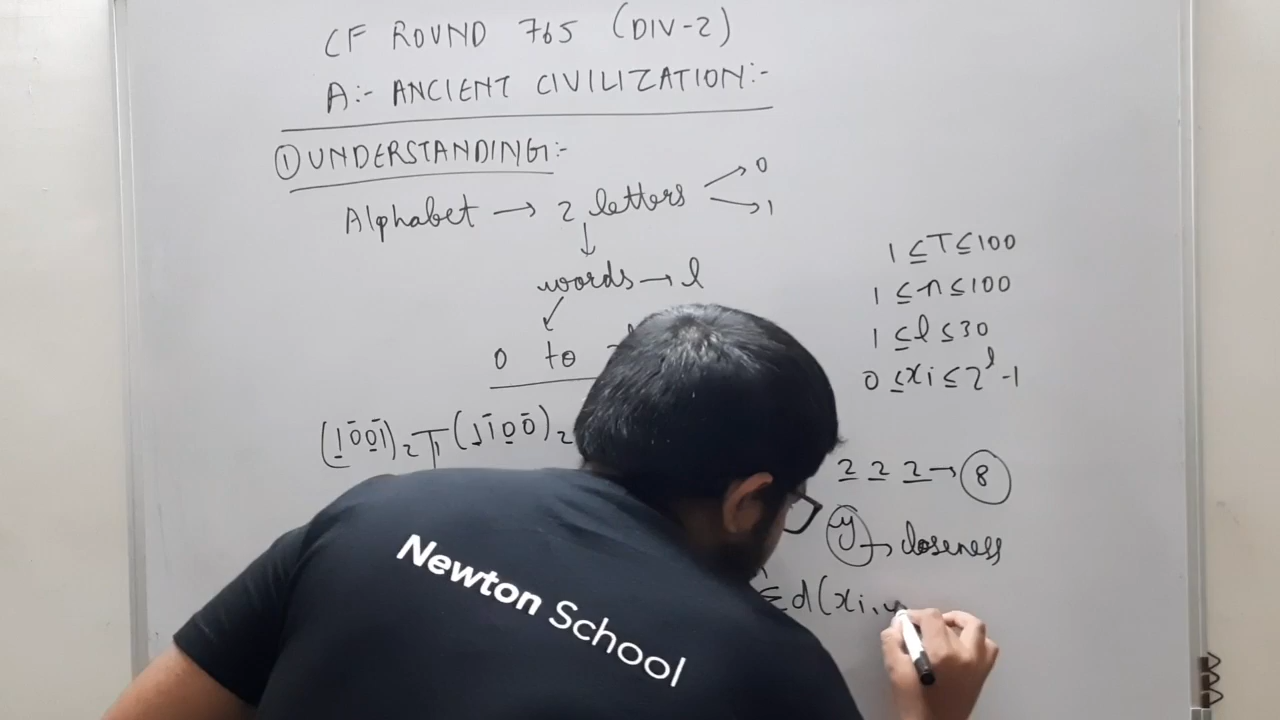 CF ROUND 765 (DIV-2)
A:- ANCIENT CIVILIZATION:-
① UNDERSTANDING:-
Alphabet → 2 letters → 0
→ 1
words → l
0 to
(1001)₂ (1100)₂
1 ≤ T ≤ 100
1 ≤ n ≤ 100
1 ≤ l ≤ 30
0 ≤ xi ≤ 2^l - 1
2 2 2 → 8
y → closeness
Σ d(xi,
Newton School